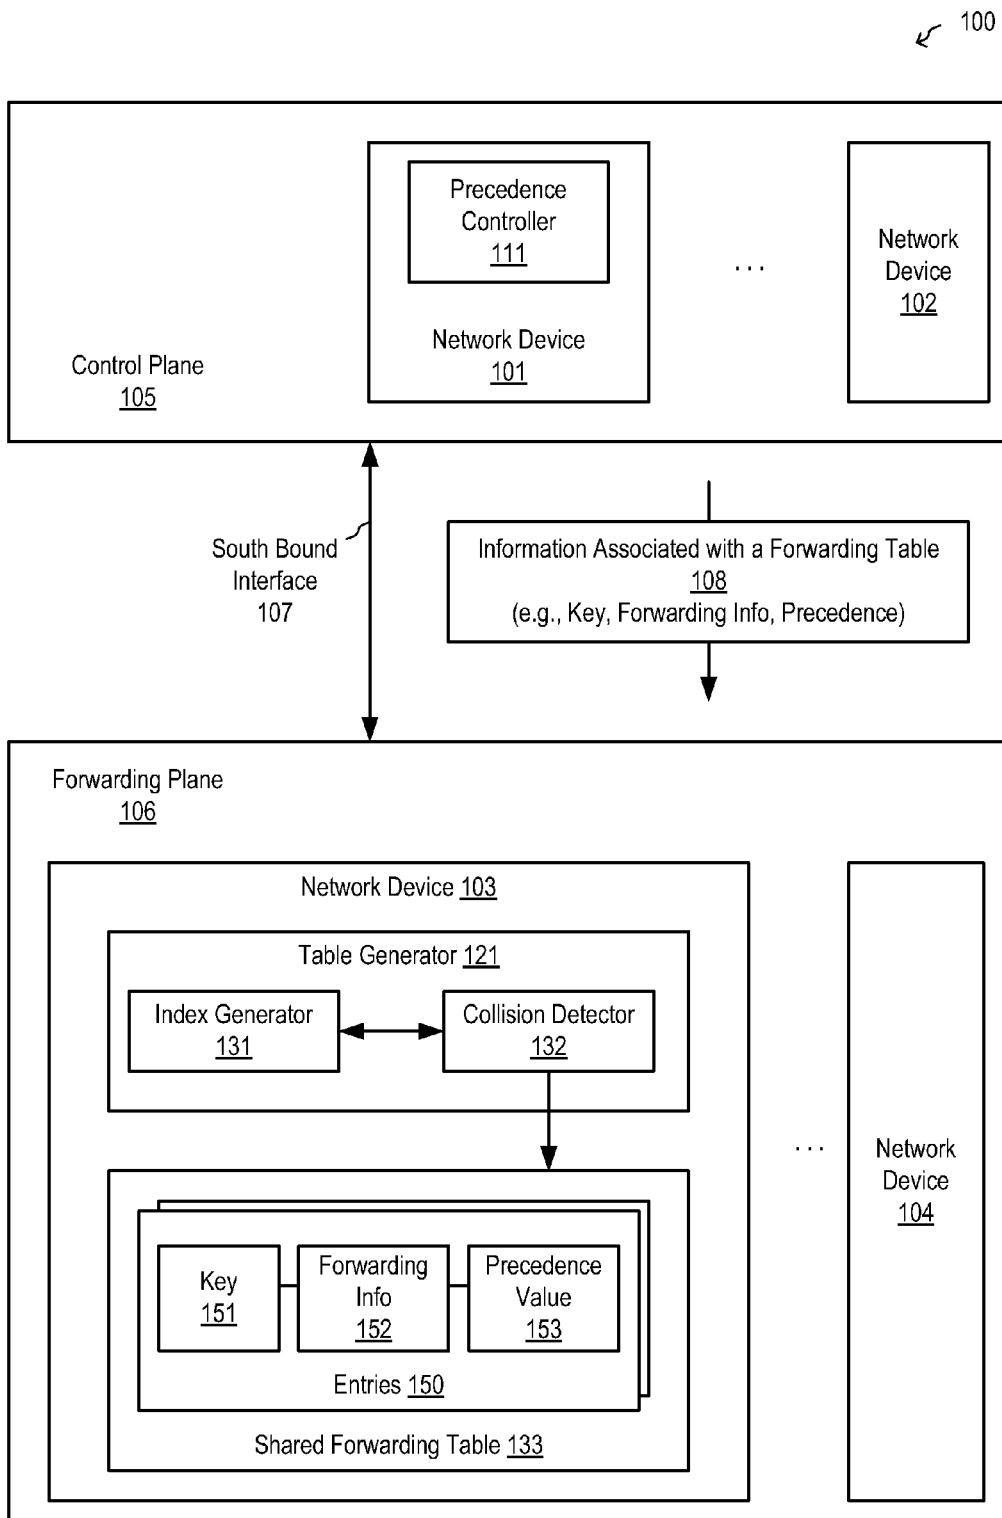 100
Precedence
Controller
111
Network Device
101
. . .
Network
Device
102
Control Plane
105
South Bound
Interface
107
Information Associated with a Forwarding Table
108
(e.g., Key, Forwarding Info, Precedence)
Forwarding Plane
106
Network Device 103
Table Generator 121
Index Generator
131
Collision Detector
132
. . .
Network
Device
104
Key
151
Forwarding
Info
152
Precedence
Value
153
Entries 150
Shared Forwarding Table 133